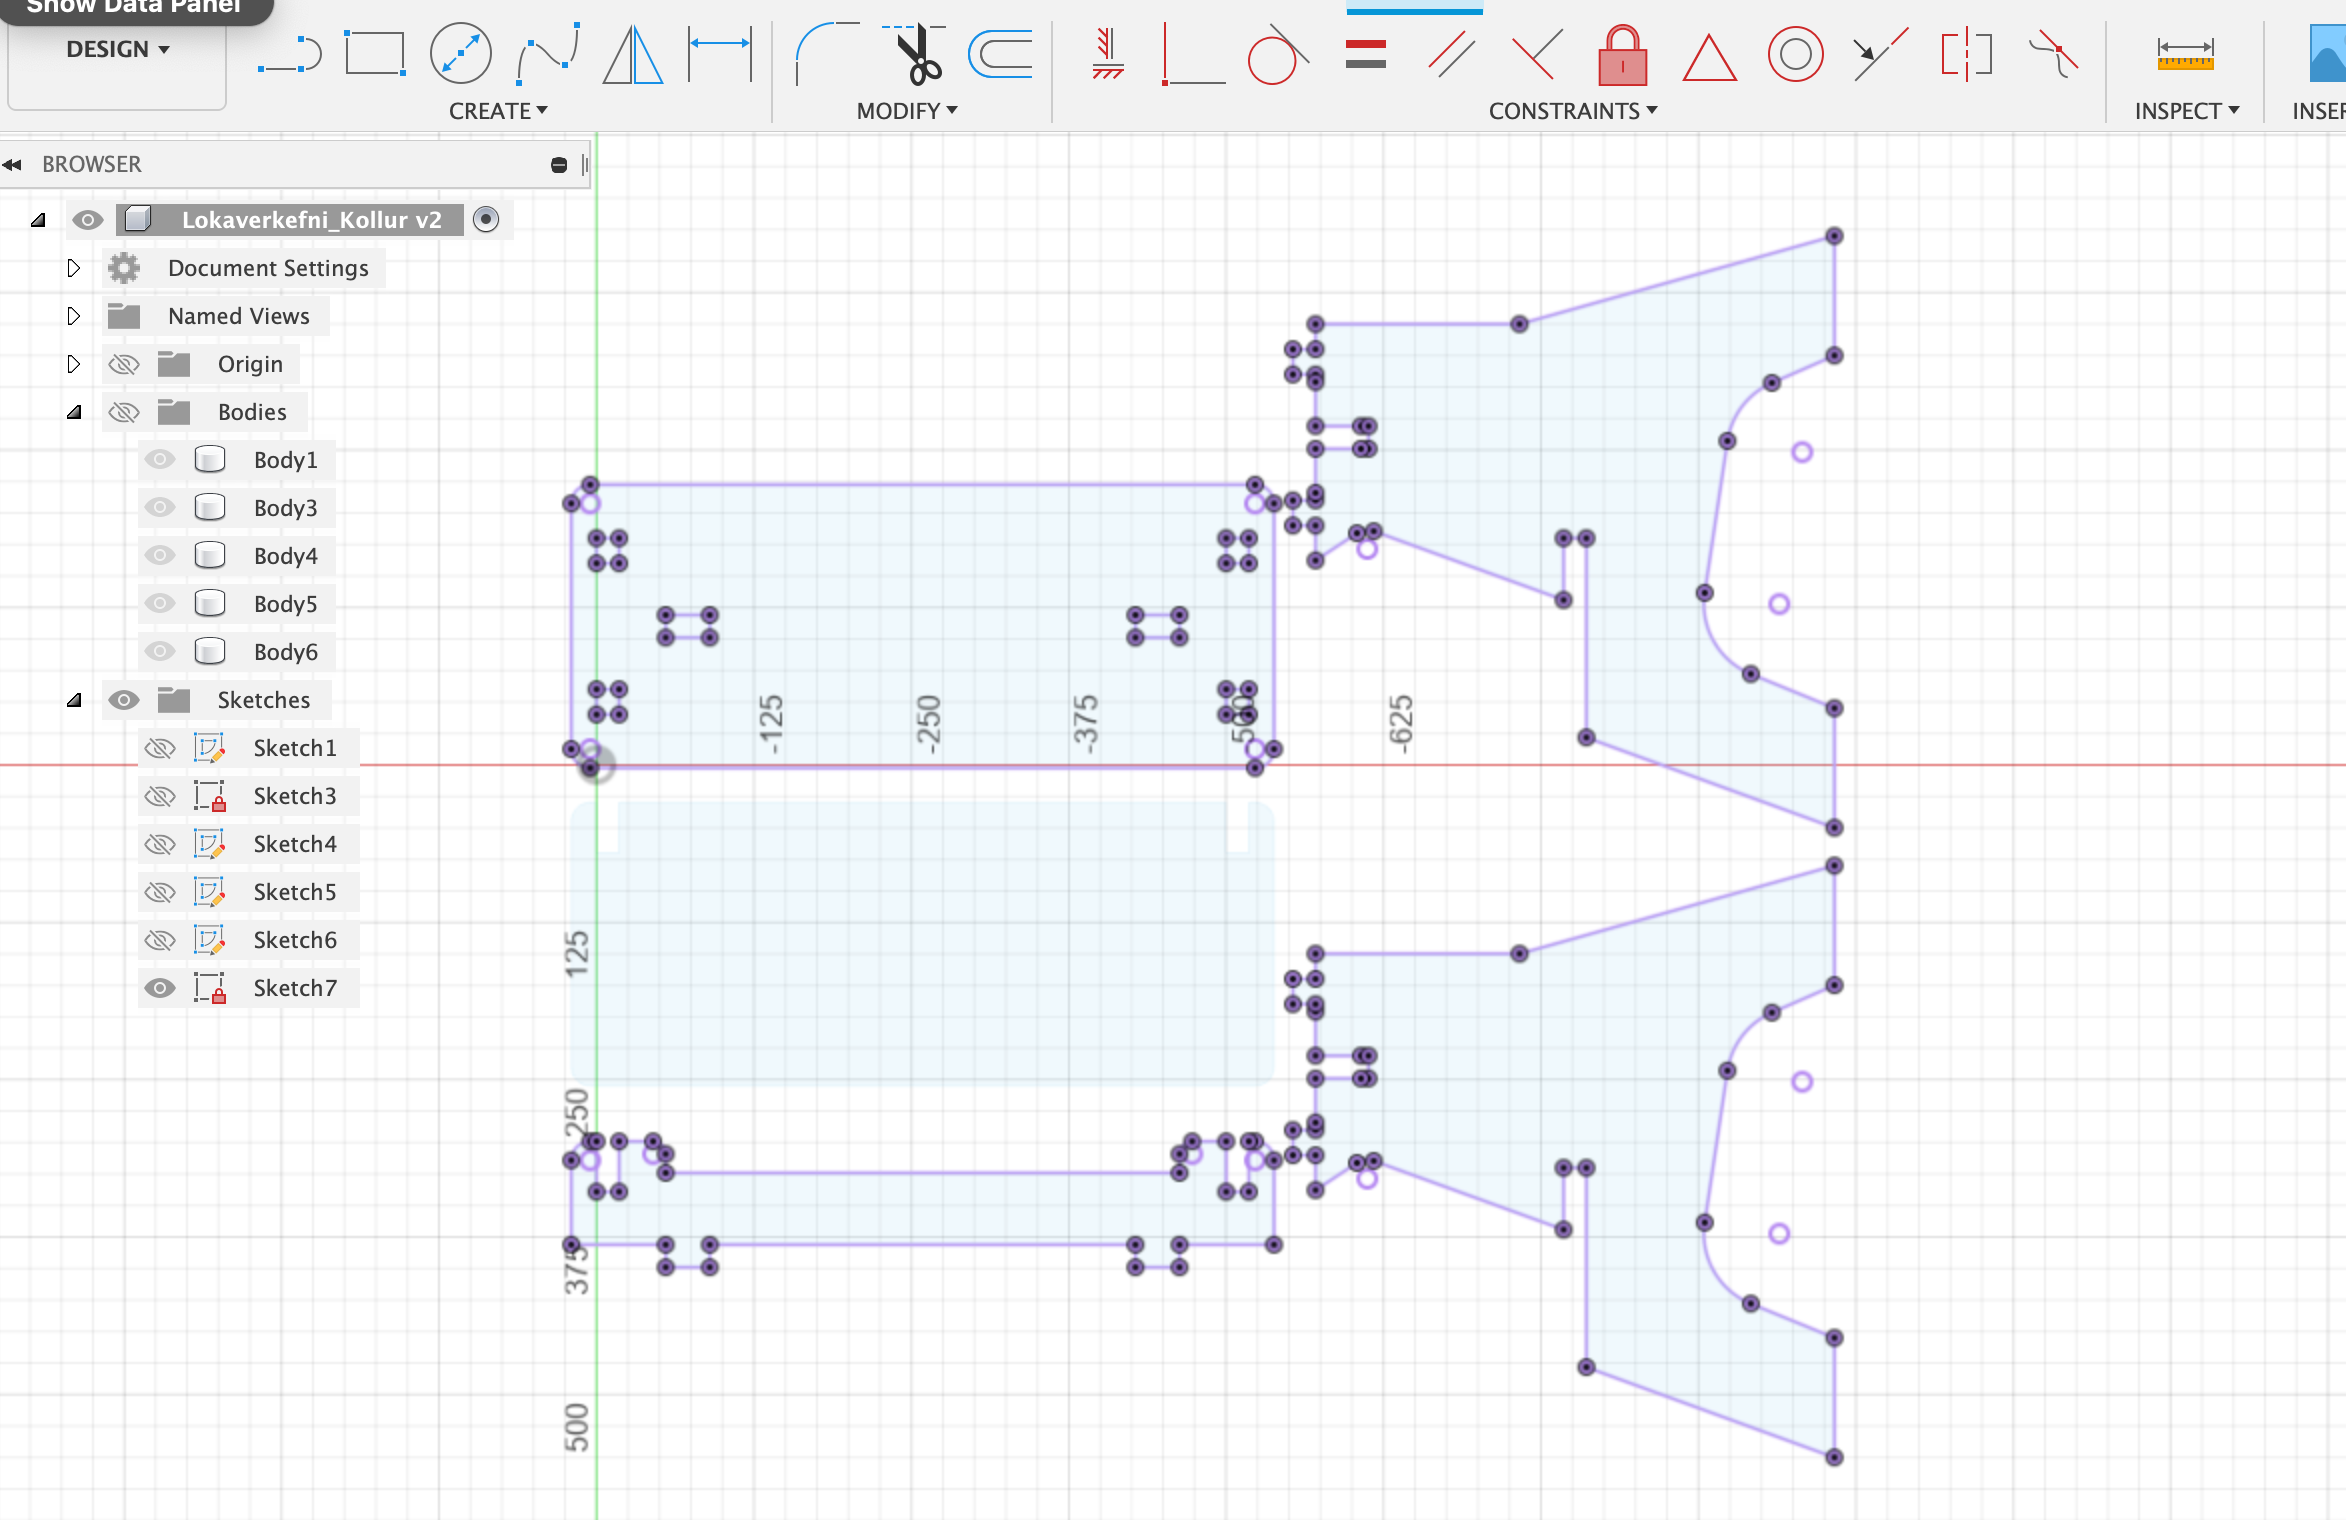 Show Data Panel
DESIGN
CREATE
MODIFY
CONSTRAINTS
INSPECT
INSER
BROWSER
Lokaverkefni_Kollur v2
Document Settings
Named Views
Origin
Bodies
Body1
Body3
Body4
Body5
Body6
Sketches
Sketch1
Sketch3
Sketch4
Sketch5
Sketch6
Sketch7
-125
-250
-375
500
-625
125
250
375
500